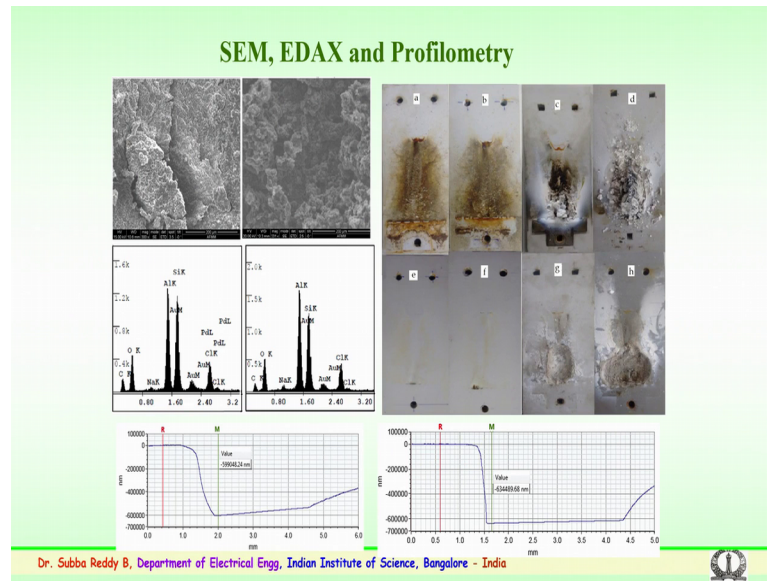 SEM, EDAX and Profilometry
a
b
c
d
e
f
g
h
1.6k
1.2k
0.8k
0.4k
C K
O K
NaK
AlK
SiK
AuM
AuM
PdL
PdL
PdL
AuM
ClK
ClK
0.80 1.60 2.40 3.2
2.0k
1.5k
1.0k
0.5k
C K
O K
NaK
AlK
SiK
AuM
AuM
AuM
ClK
ClK
0.80 1.60 2.40 3.20
R
M
100000
0
-200000
-400000
-600000
-700000
nm
Value
-599048.24 nm
0.0 1.0 2.0 3.0 4.0 5.0 6.0
mm
R
M
100000
0
-200000
-400000
-600000
-700000
nm
Value
-634489.68 nm
0.0 0.5 1.0 1.5 2.0 2.5 3.0 3.5 4.0 4.5 5.0
mm
Dr. Subba Reddy B, Department of Electrical Engg, Indian Institute of Science, Bangalore - India